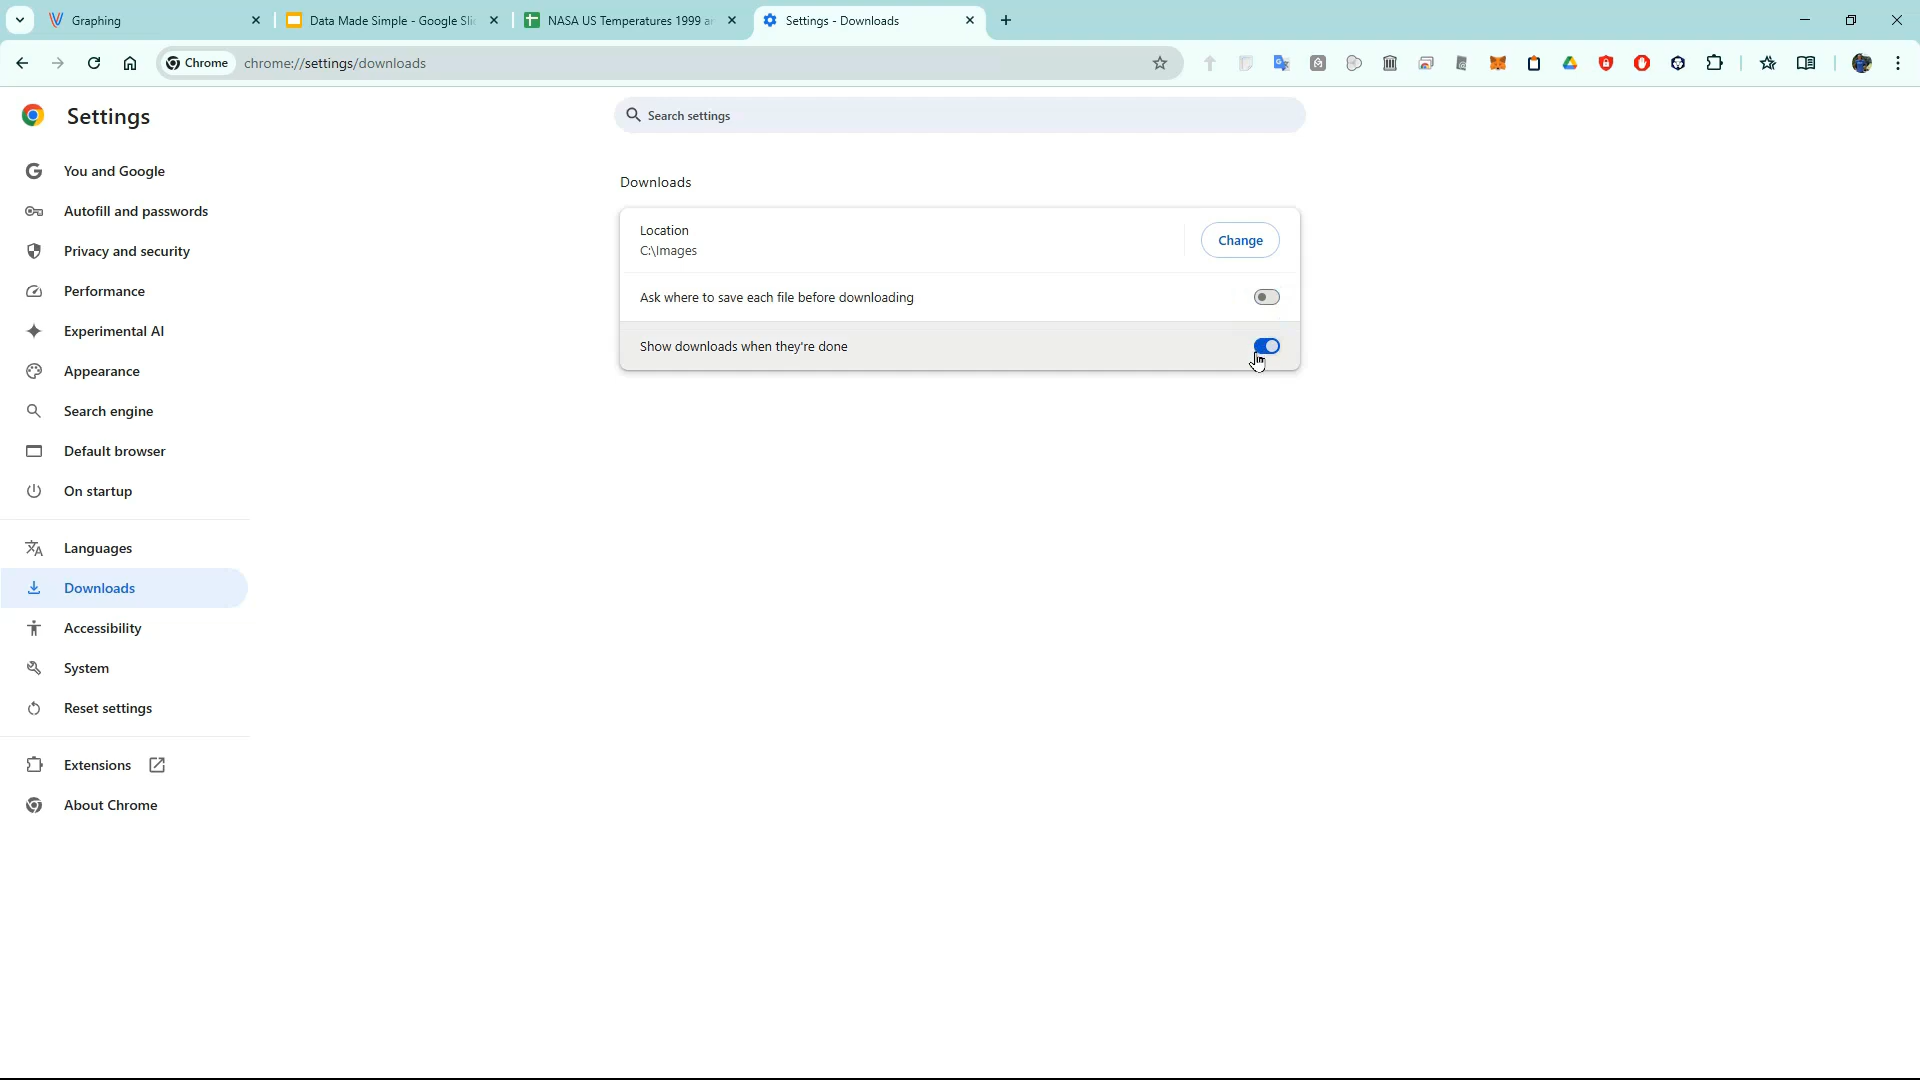 Graphing
Data Made Simple - Google Sli
NASA US Temperatures 1999 a
Settings - Downloads
Chrome
chrome://settings/downloads
Settings
Search settings
You and Google
Autofill and passwords
Privacy and security
Performance
Experimental AI
Appearance
Search engine
Default browser
On startup
Languages
Downloads
Accessibility
System
Reset settings
Extensions
About Chrome
Downloads
Location
C:\Images
Change
Ask where to save each file before downloading
Show downloads when they're done